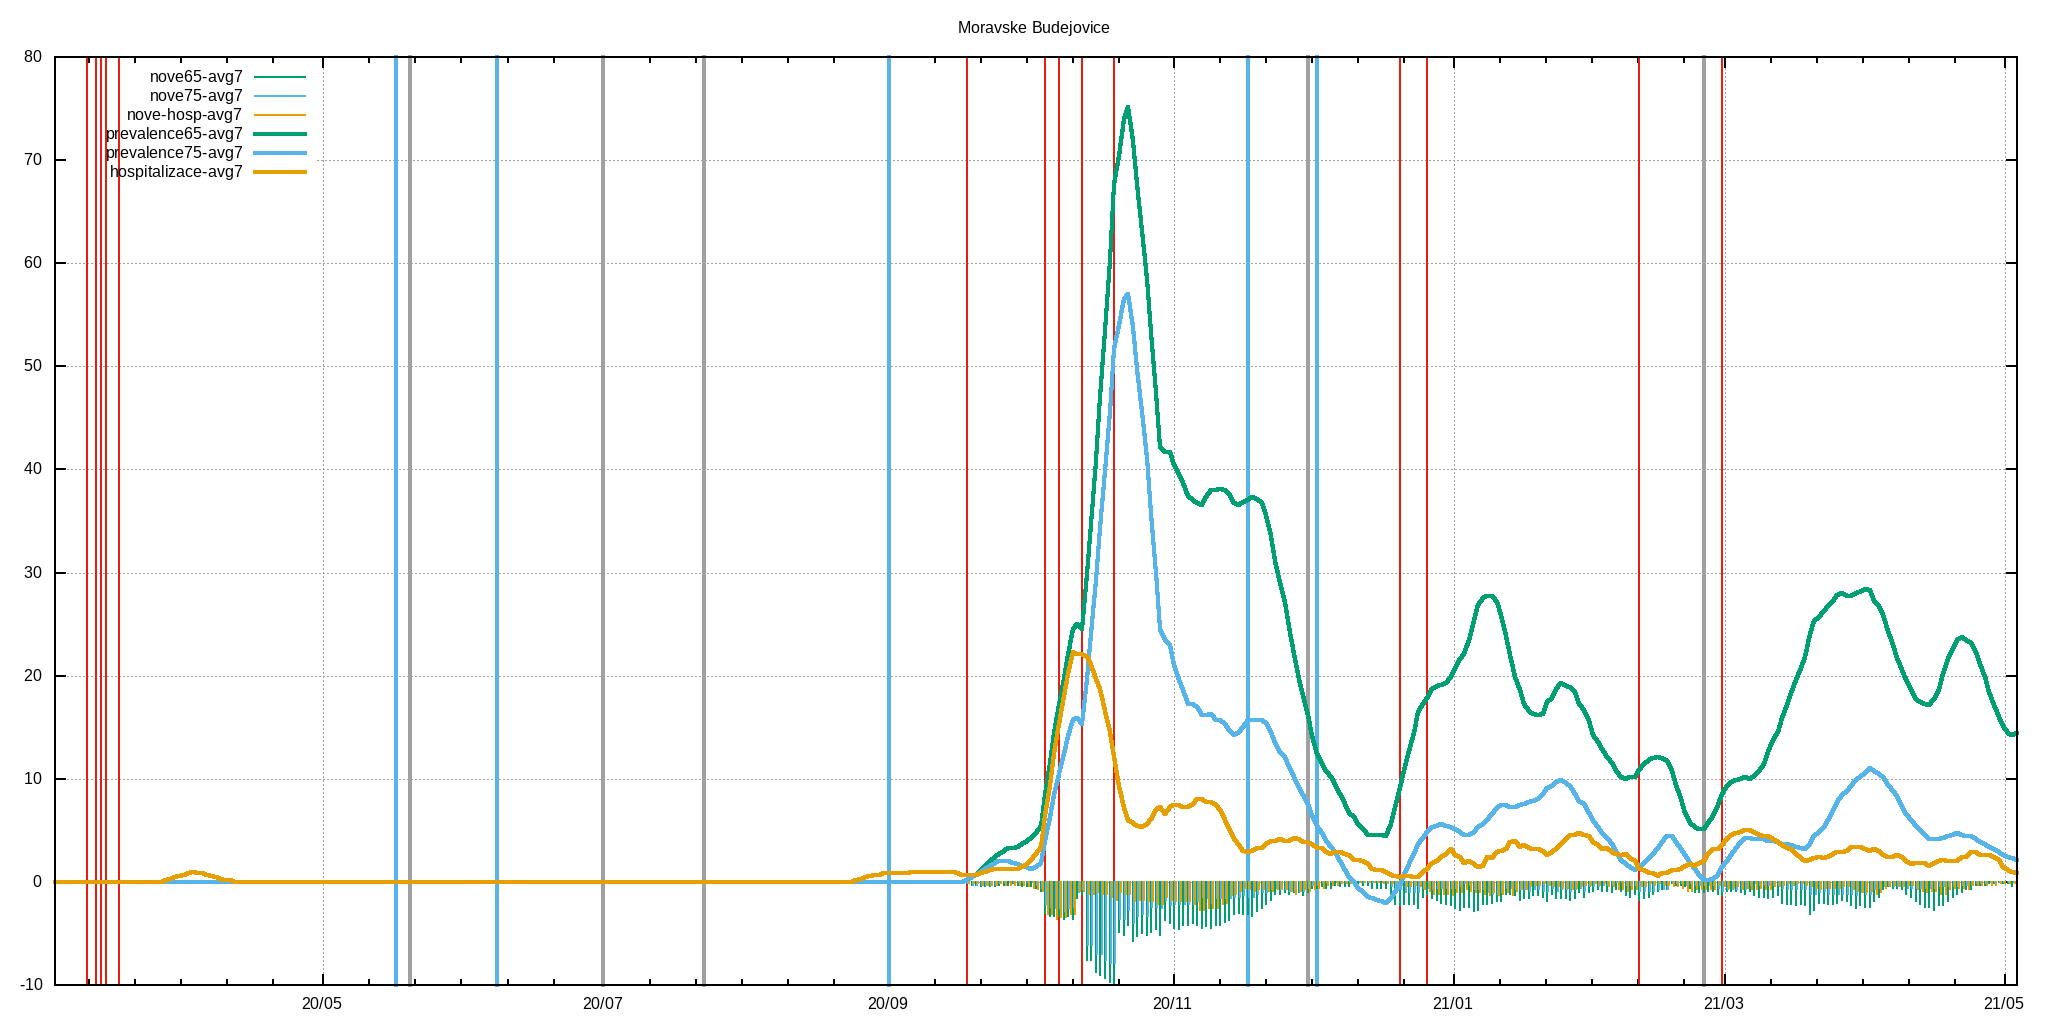 Moravske Budejovice
80
70
60
50
40
30
20
10
0
-10
nove65-avg7
nove75-avg7
nove-hosp-avg7
prevalence65-avg7
prevalence75-avg7
hospitalizace-avg7
20/05 20/07 20/09 20/11 21/01 21/03 21/05